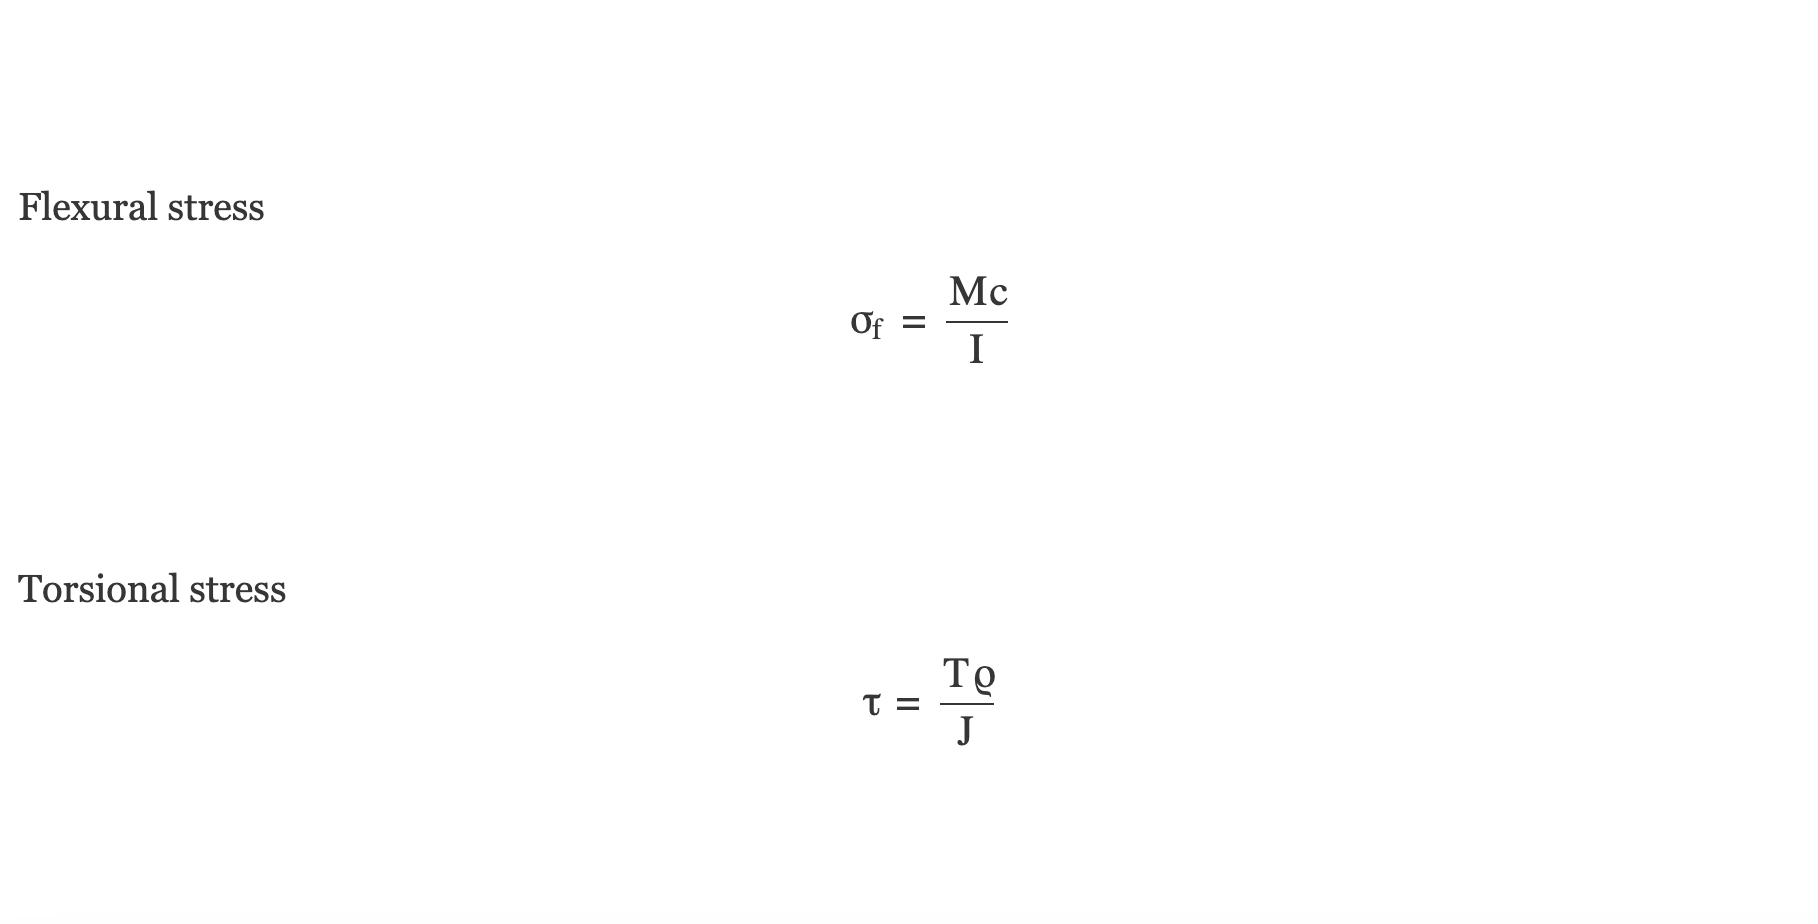 Flexural stress
σf = Mc
I
Torsional stress
τ = Tϱ
J